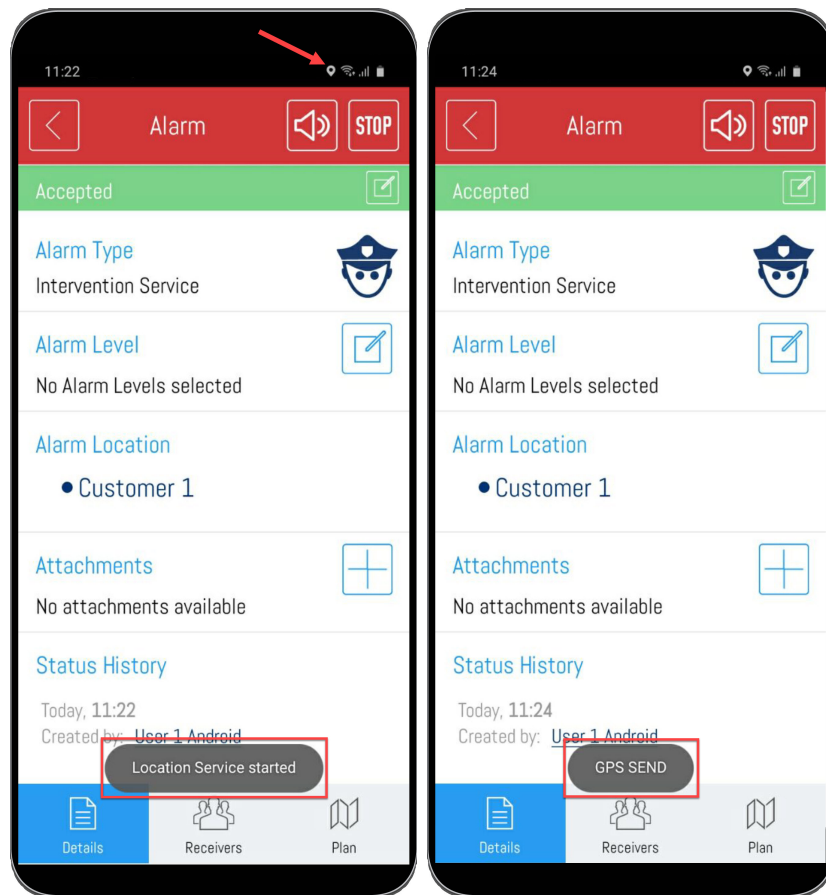 11:22
Alarm
STOP
Accepted
Alarm Type
Intervention Service
Alarm Level
No Alarm Levels selected
Alarm Location
Customer 1
Attachments
No attachments available
Status History
Today, 11:22
Created by: User 1 Android
Location Service started
Details
Receivers
Plan
11:24
Alarm
STOP
Accepted
Alarm Type
Intervention Service
Alarm Level
No Alarm Levels selected
Alarm Location
Customer 1
Attachments
No attachments available
Status History
Today, 11:24
Created by: User 1 Android
GPS SEND
Details
Receivers
Plan